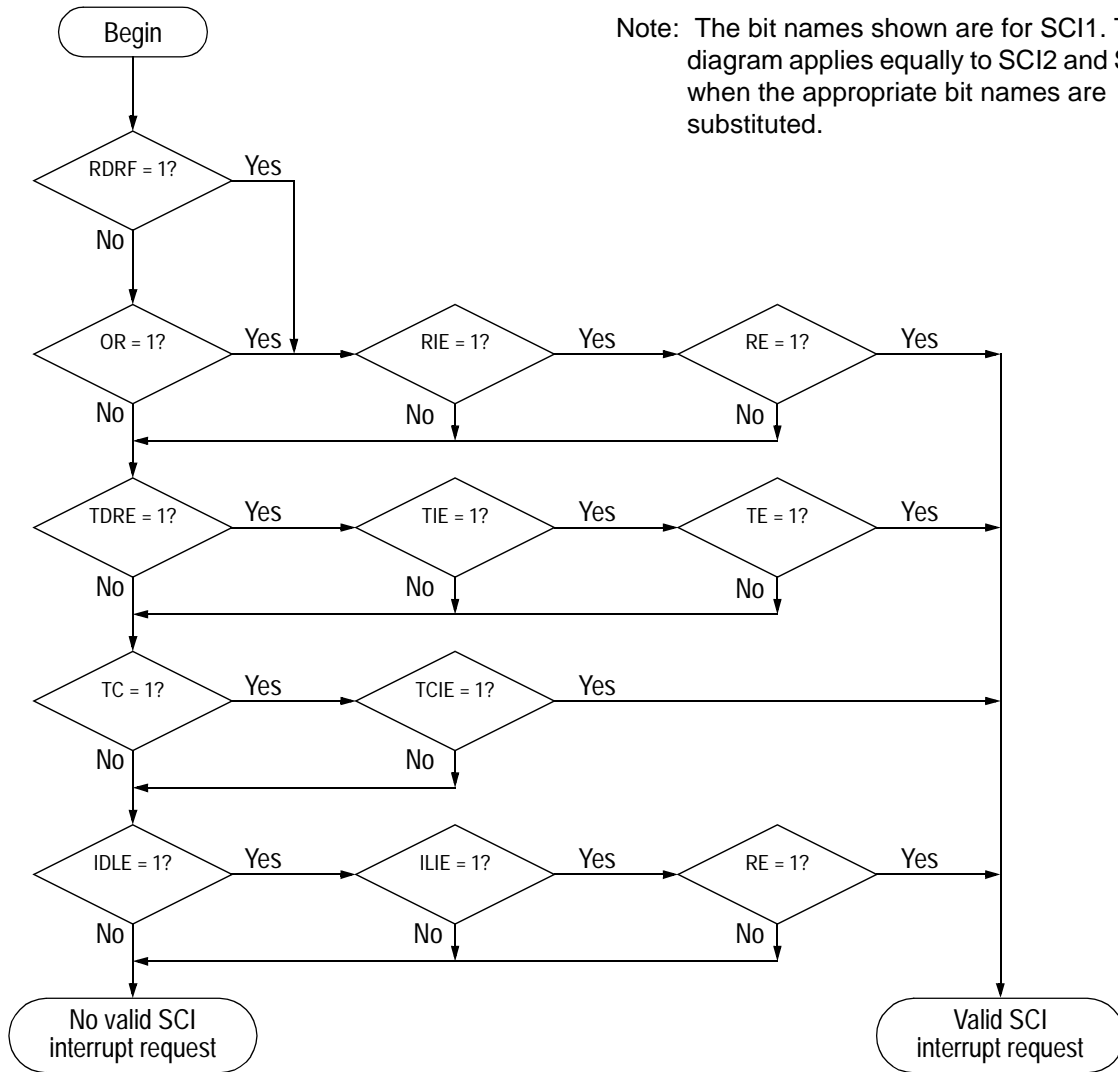 Begin
Note: The bit names shown are for SCI1.
diagram applies equally to SCI2 and
when the appropriate bit names are
substituted.
RDRF = 1?
Yes
No
OR = 1?
Yes
RIE = 1?
Yes
RE = 1?
Yes
No
No
No
TDRE = 1?
Yes
TIE = 1?
Yes
TE = 1?
Yes
No
No
No
TC = 1?
Yes
TCIE = 1?
Yes
No
No
IDLE = 1?
Yes
ILIE = 1?
Yes
RE = 1?
Yes
No
No
No
No valid SCI
interrupt request
Valid SCI
interrupt request